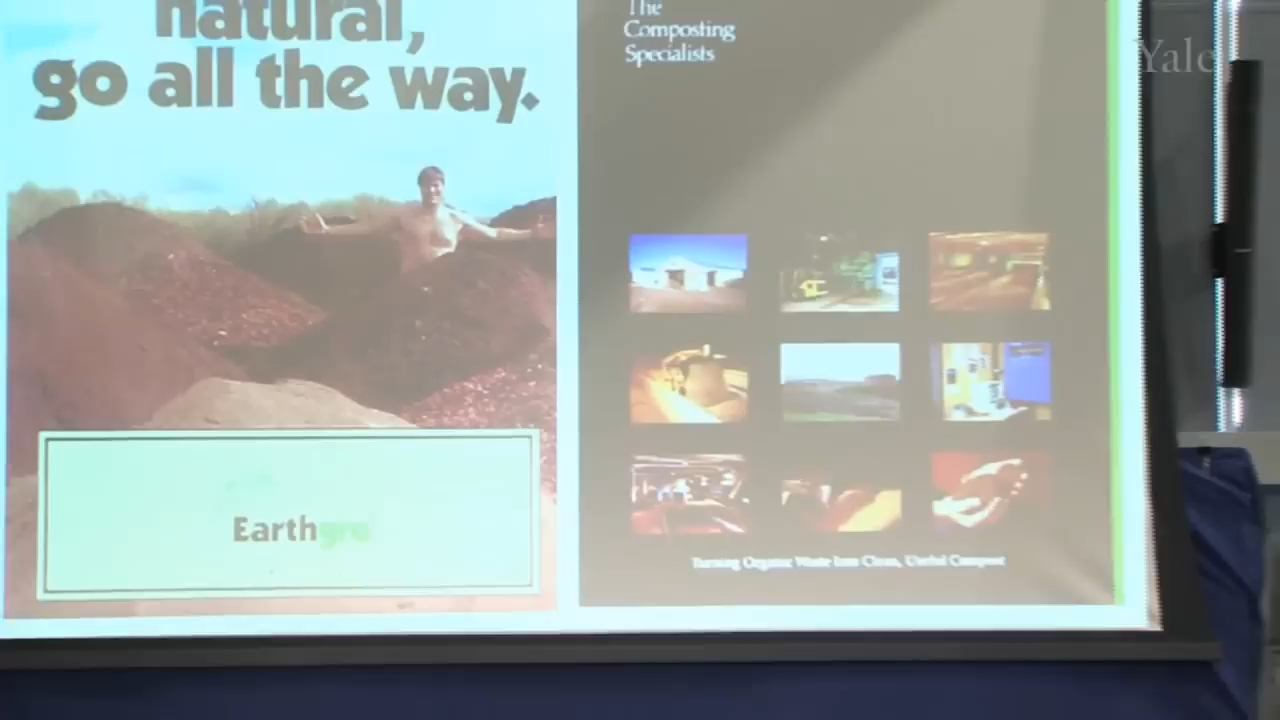 natural,
go all the way.
Earthgro
The
Composting
Specialists
Turning Organic Waste Into Clean, Useful Compost
Yale